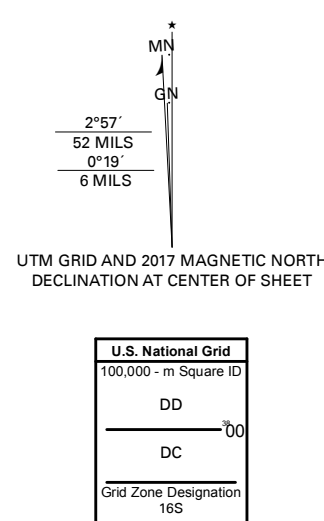 ★
MN
GN
2°57´
52 MILS
0°19´
6 MILS
UTM GRID AND 2017 MAGNETIC NORTH
DECLINATION AT CENTER OF SHEET
U.S. National Grid
100,000 - m Square ID
DD
³⁹00
DC
Grid Zone Designation
16S